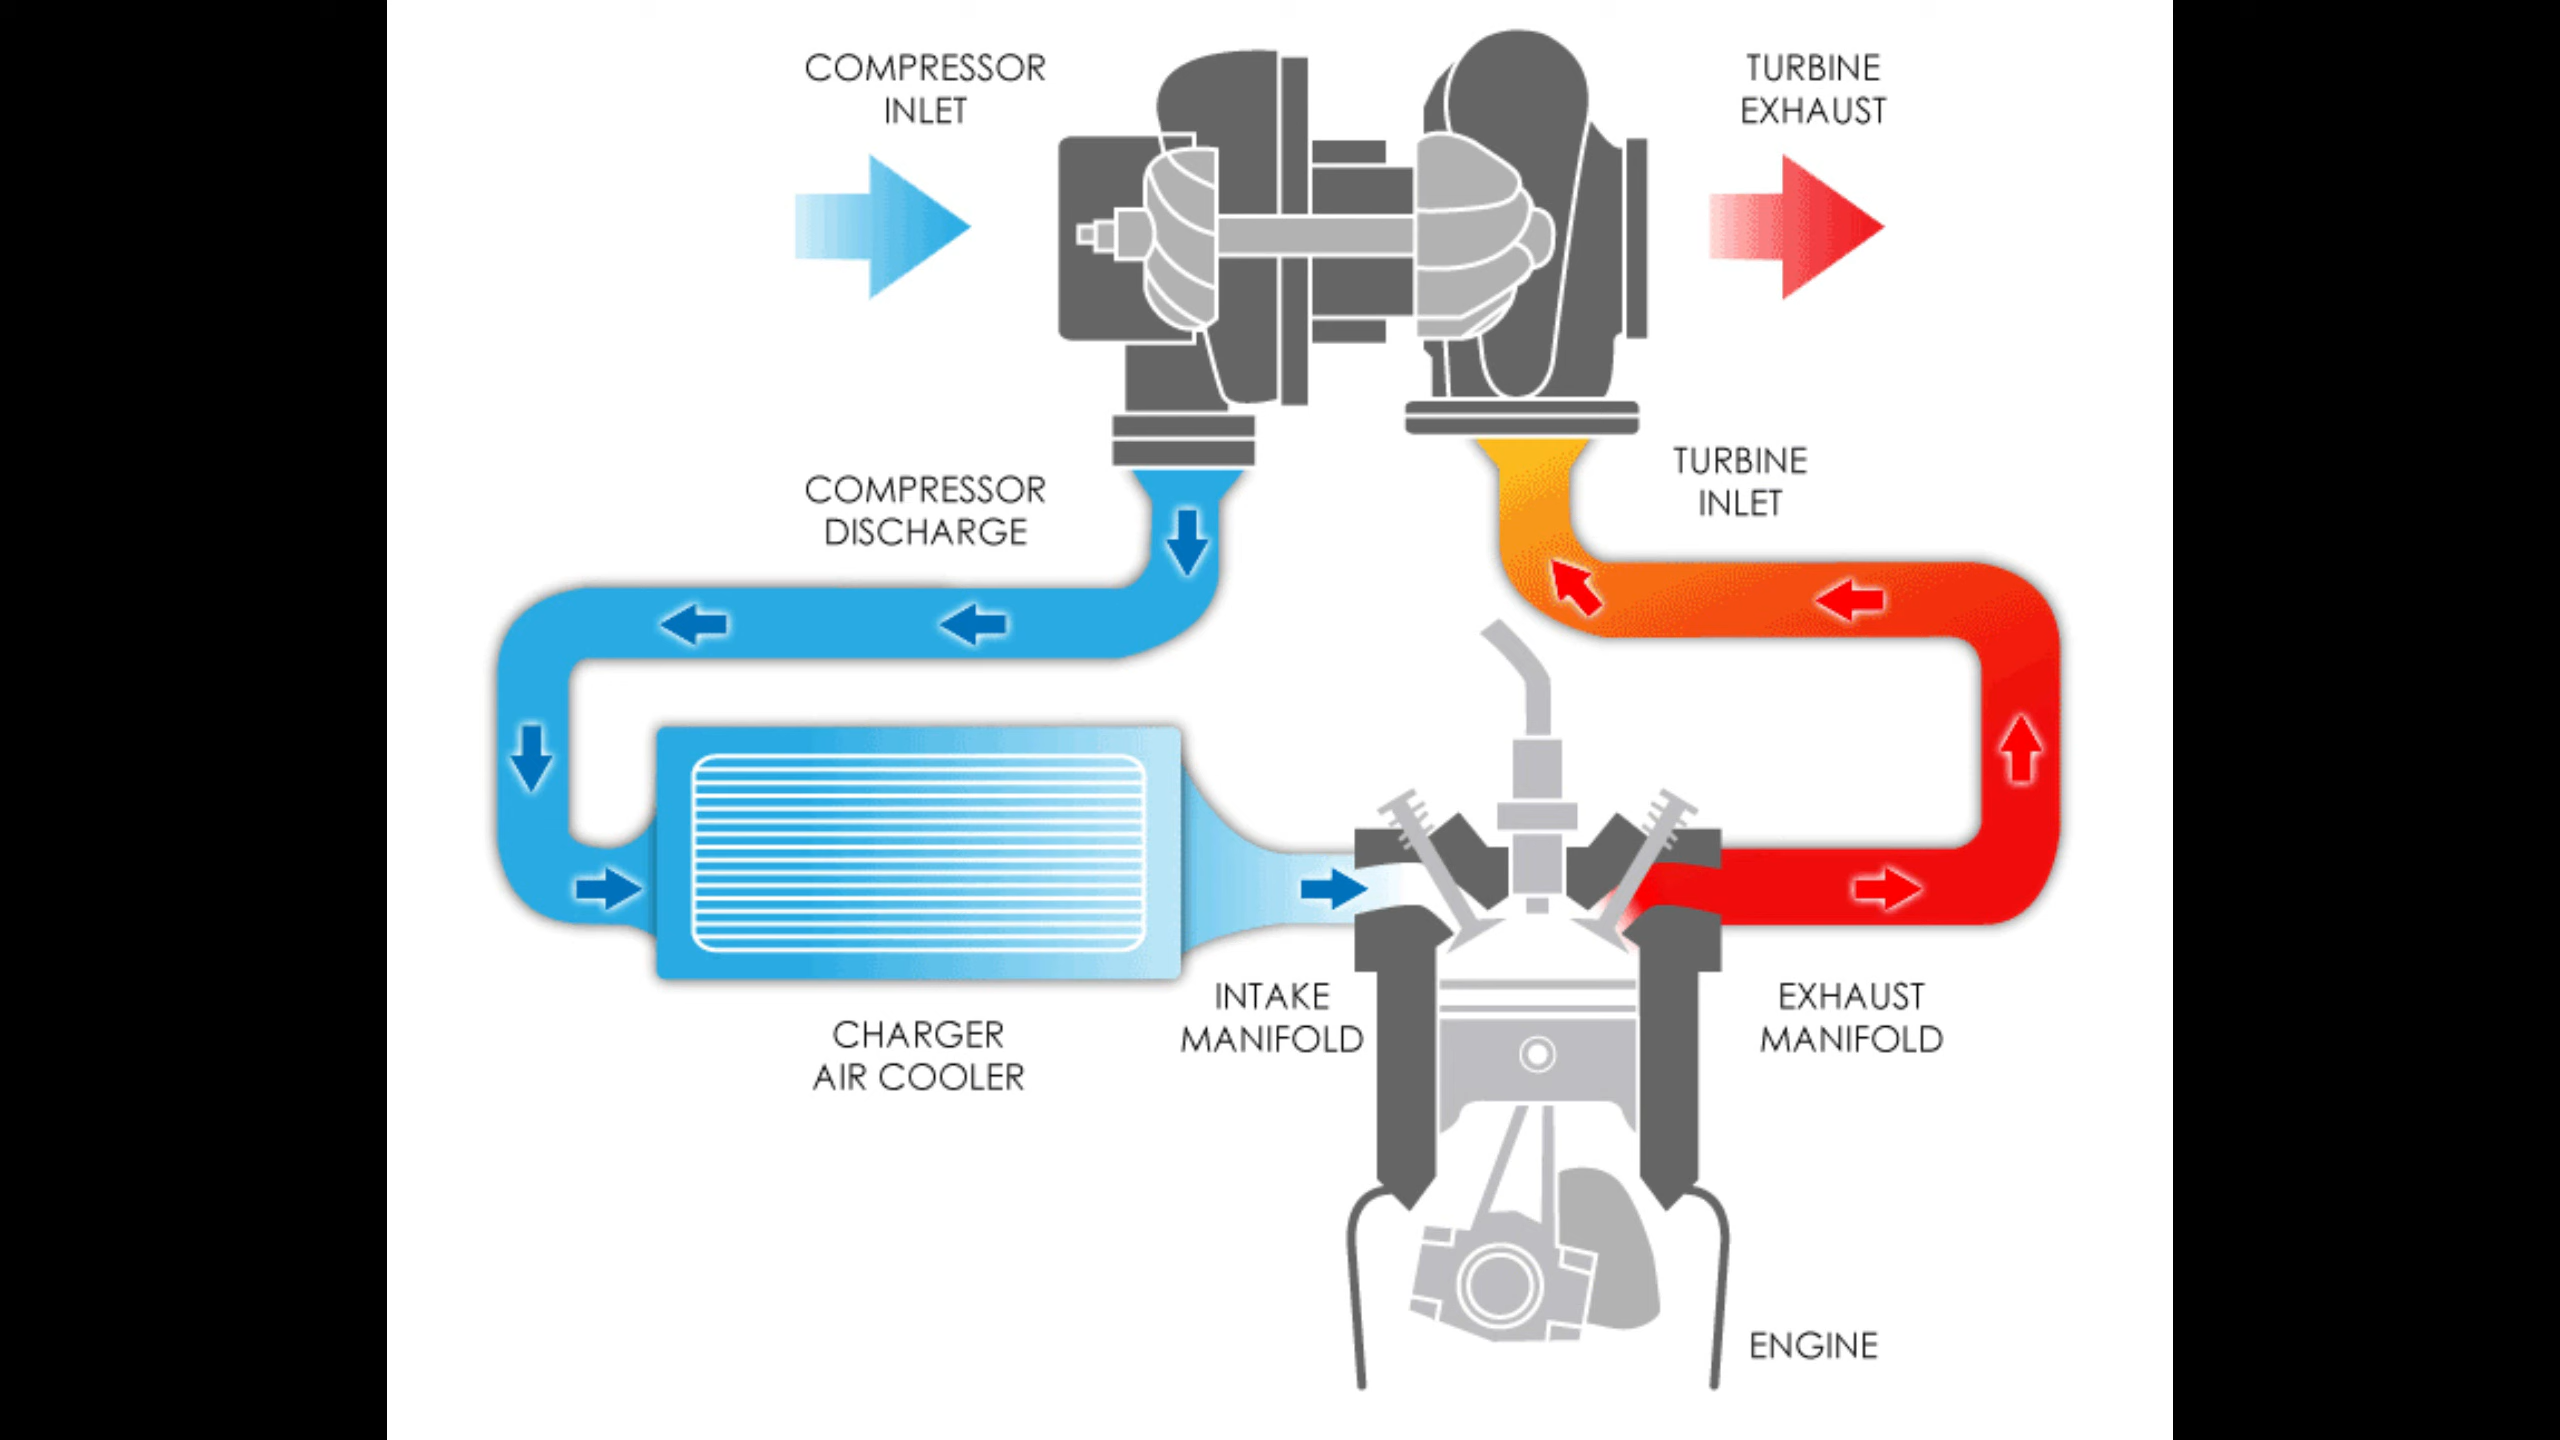 COMPRESSOR
INLET
TURBINE
EXHAUST
COMPRESSOR
DISCHARGE
TURBINE
INLET
CHARGER
AIR COOLER
INTAKE
MANIFOLD
EXHAUST
MANIFOLD
ENGINE